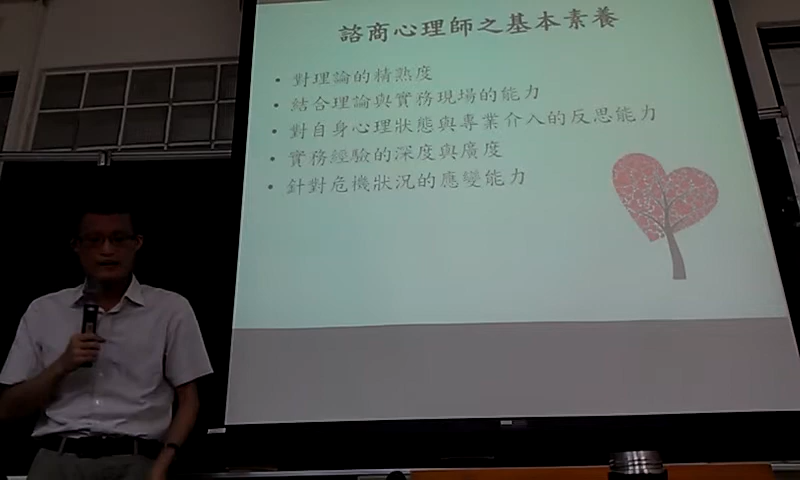 諮商心理師之基本素養
• 對理論的精熟度
• 結合理論與實務現場的能力
• 對自身心理狀態與專業介入的反思能力
• 實務經驗的深度與廣度
• 針對危機狀況的應變能力